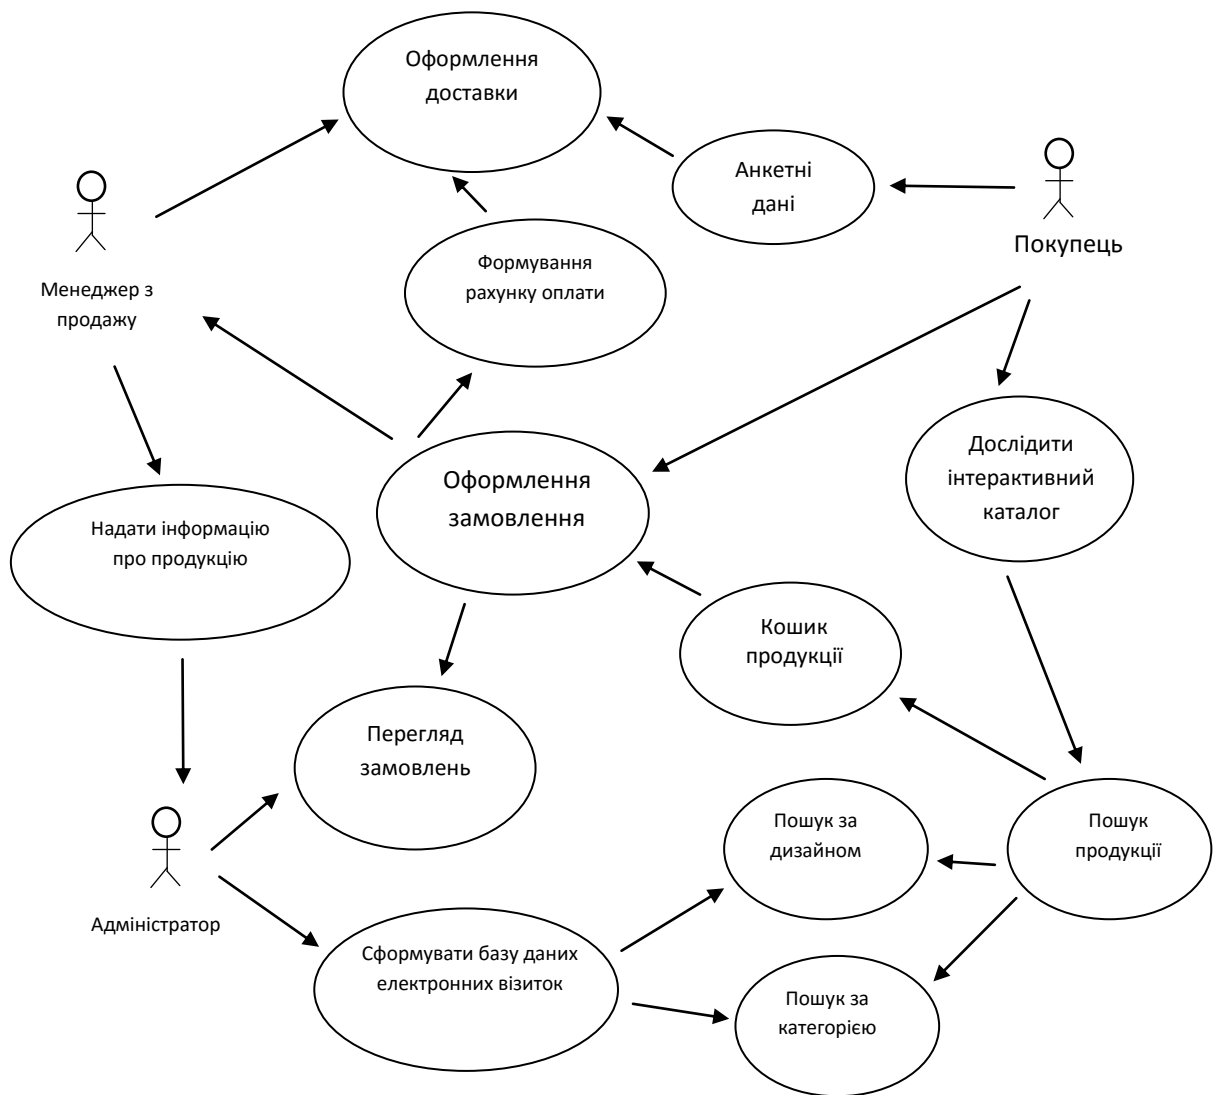 Оформлення
доставки
Анкетні
дані
Покупець
Менеджер з
продажу
Формування
рахунку оплати
Оформлення
замовлення
Дослідити
інтерактивний
каталог
Надати інформацію
про продукцію
Кошик
продукції
Перегляд
замовлень
Пошук за
дизайном
Пошук
продукції
Адміністратор
Сформувати базу даних
електронних візиток
Пошук за
категорією